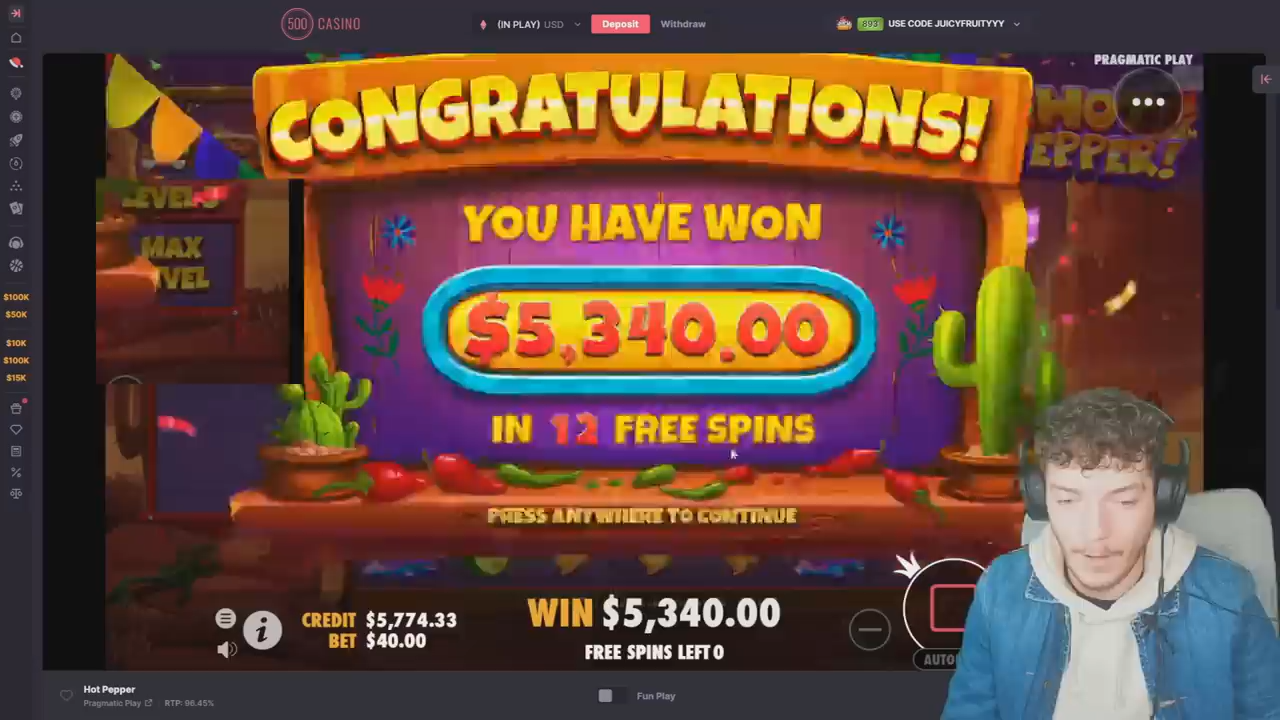 500 CASINO
(IN PLAY) USD
Deposit
Withdraw
893
USE CODE JUICYFRUITYYY
PRAGMATIC PLAY
CONGRATULATIONS!
YOU HAVE WON
$5,340.00
IN 12 FREE SPINS
PRESS ANYWHERE TO CONTINUE
MAX
$100K
$50K
$10K
$100K
$15K
CREDIT $5,774.33
BET $40.00
WIN $5,340.00
FREE SPINS LEFT 0
AUTO
Hot Pepper
Pragmatic Play
RTP: 96.45%
Fun Play